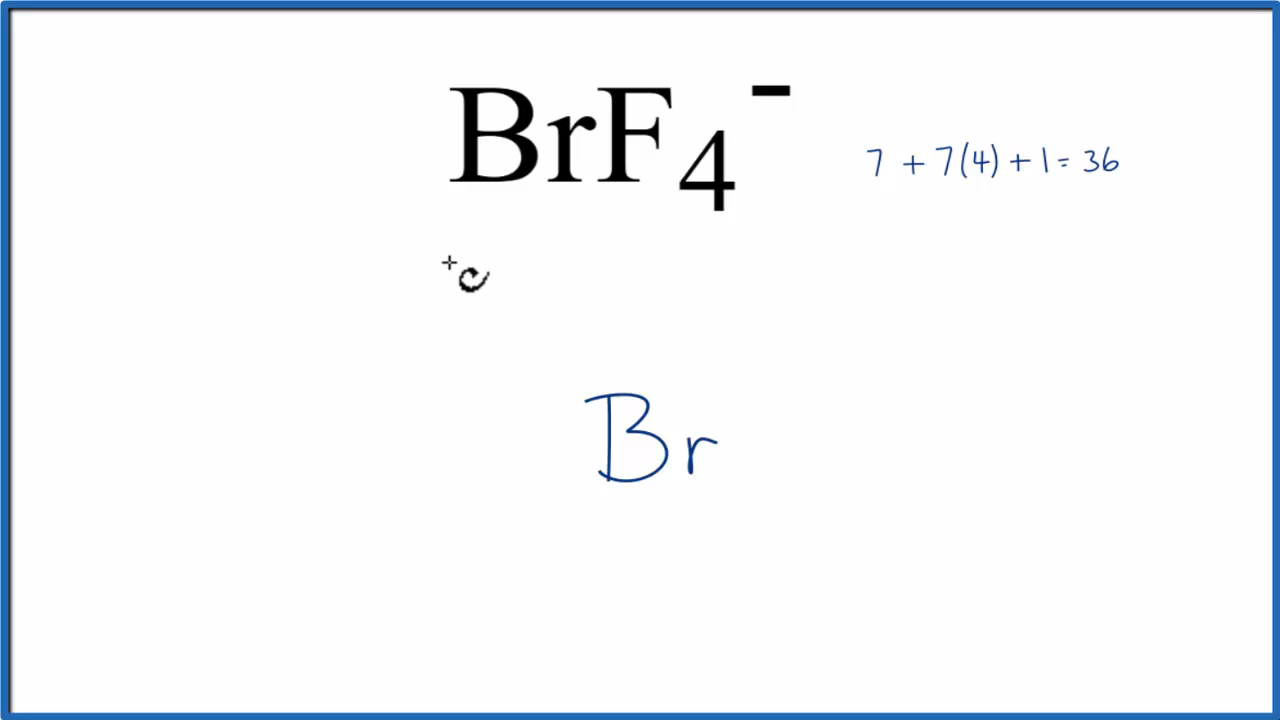 BrF₄⁻
7 + 7(4) + 1 = 36
Br